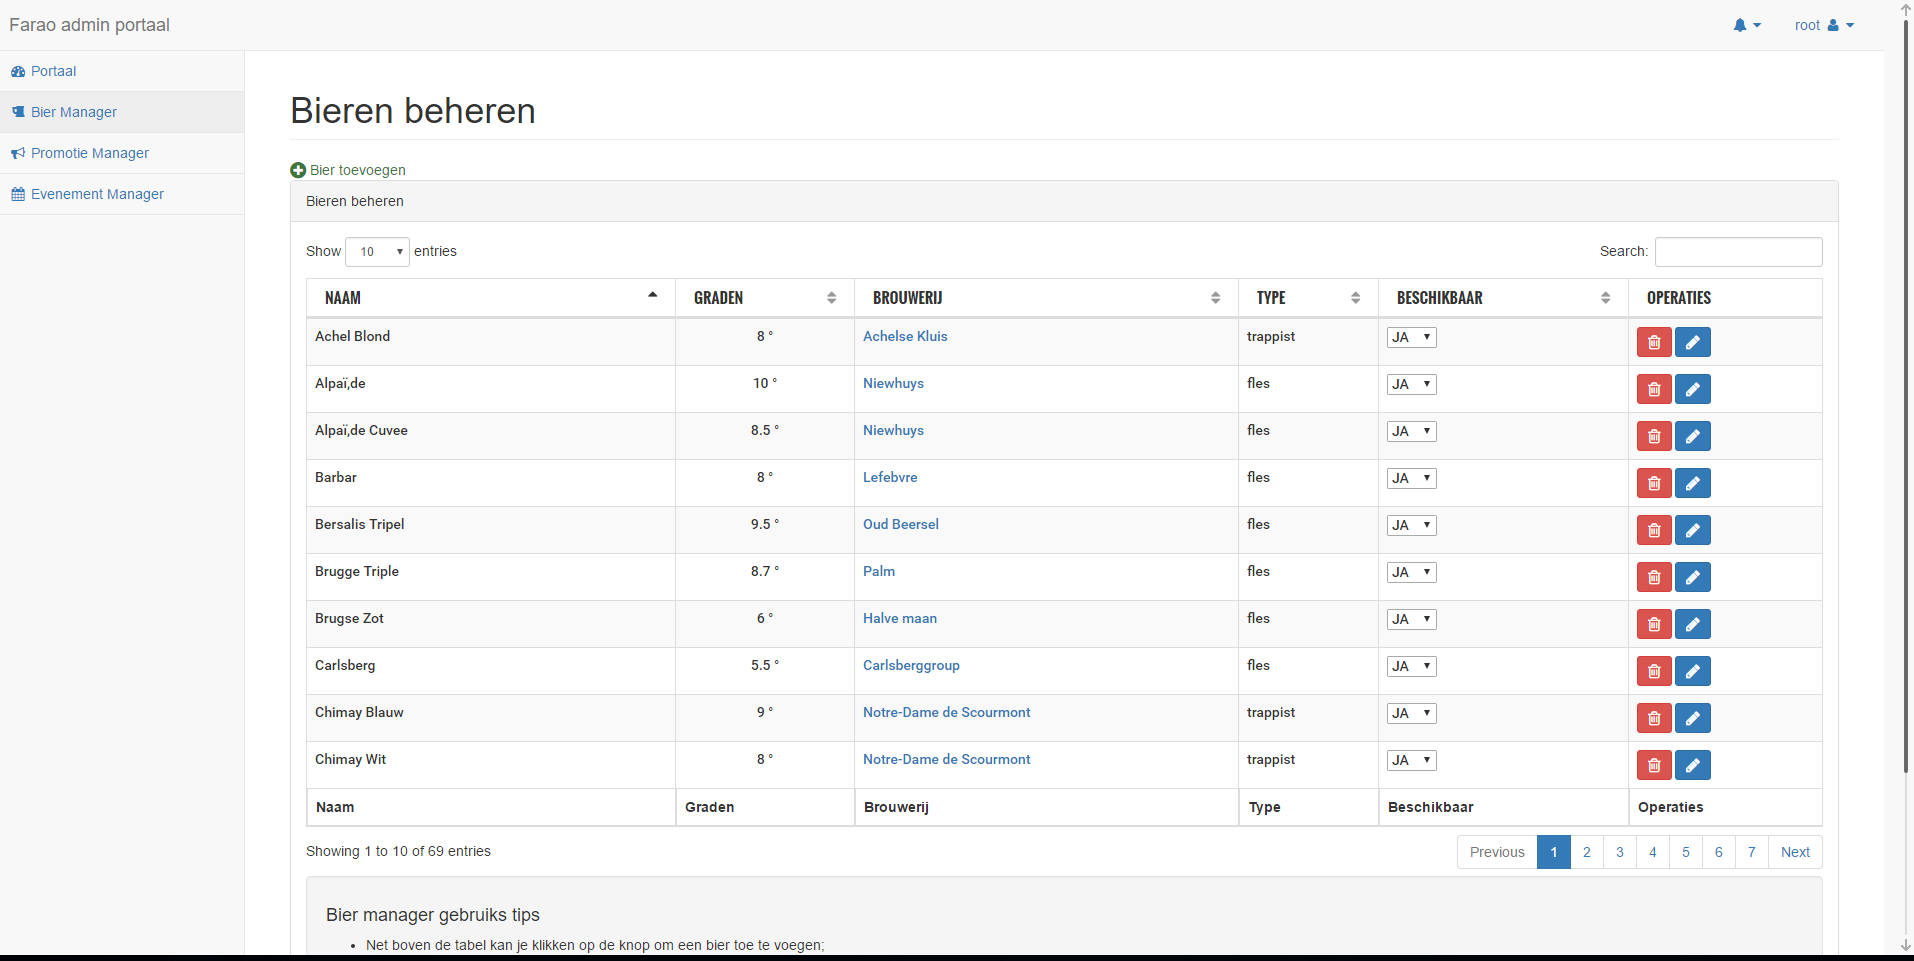 Farao admin portaal
root
Portaal
Bier Manager
Promotie Manager
Evenement Manager
Bieren beheren
Bier toevoegen
Bieren beheren
Show 10 entries
Search:
NAAM GRADEN BROUWERIJ TYPE BESCHIKBAAR OPERATIES
Achel Blond 8 ° Achelse Kluis trappist JA
Alpaï,de 10 ° Niewhuys fles JA
Alpaï,de Cuvee 8.5 ° Niewhuys fles JA
Barbar 8 ° Lefebvre fles JA
Bersalis Tripel 9.5 ° Oud Beersel fles JA
Brugge Triple 8.7 ° Palm fles JA
Brugse Zot 6 ° Halve maan fles JA
Carlsberg 5.5 ° Carlsberggroup fles JA
Chimay Blauw 9 ° Notre-Dame de Scourmont trappist JA
Chimay Wit 8 ° Notre-Dame de Scourmont trappist JA
Naam Graden Brouwerij Type Beschikbaar Operaties
Showing 1 to 10 of 69 entries
Previous 1 2 3 4 5 6 7 Next
Bier manager gebruiks tips
• Net boven de tabel kan je klikken op de knop om een bier toe te voegen;